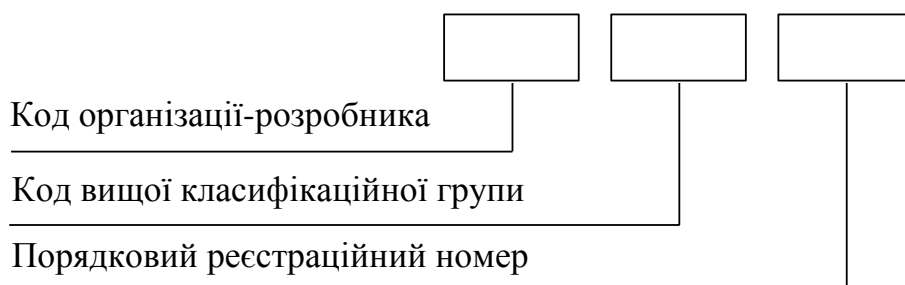 Код організації-розробника
Код вищої класифікаційної групи
Порядковий реєстраційний номер